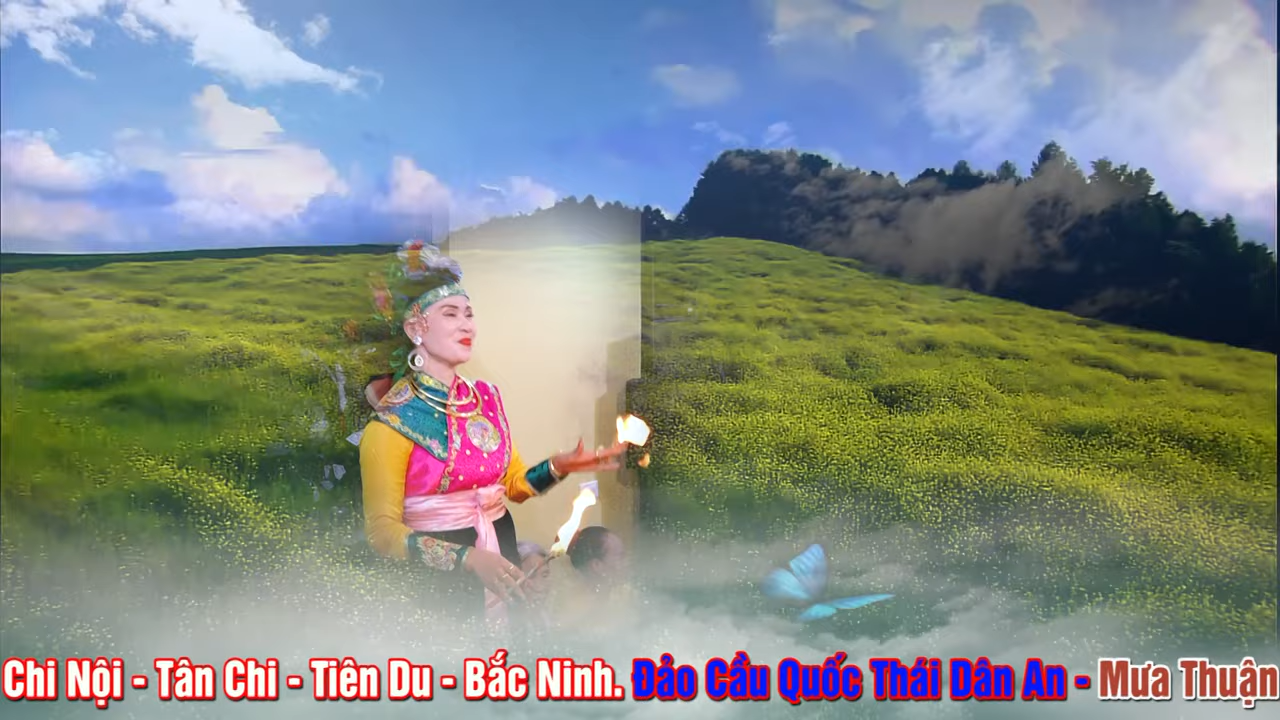 Chi Nội - Tân Chi - Tiên Du - Bắc Ninh. Đảo Cầu Quốc Thái Dân An - Mưa Thuận